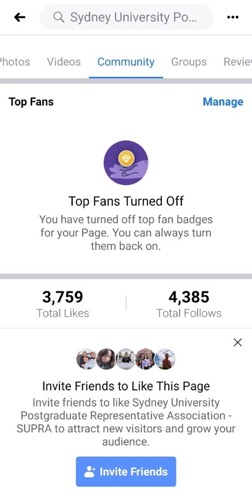 Sydney University Po...
Photos Videos Community Groups Revie
Top Fans Manage
Top Fans Turned Off
You have turned off top fan badges
for your Page. You can always turn
them back on.
3,759 4,385
Total Likes Total Follows
Invite Friends to Like This Page
Invite friends to like Sydney University
Postgraduate Representative Association -
SUPRA to attract new visitors and grow your
audience.
Invite Friends